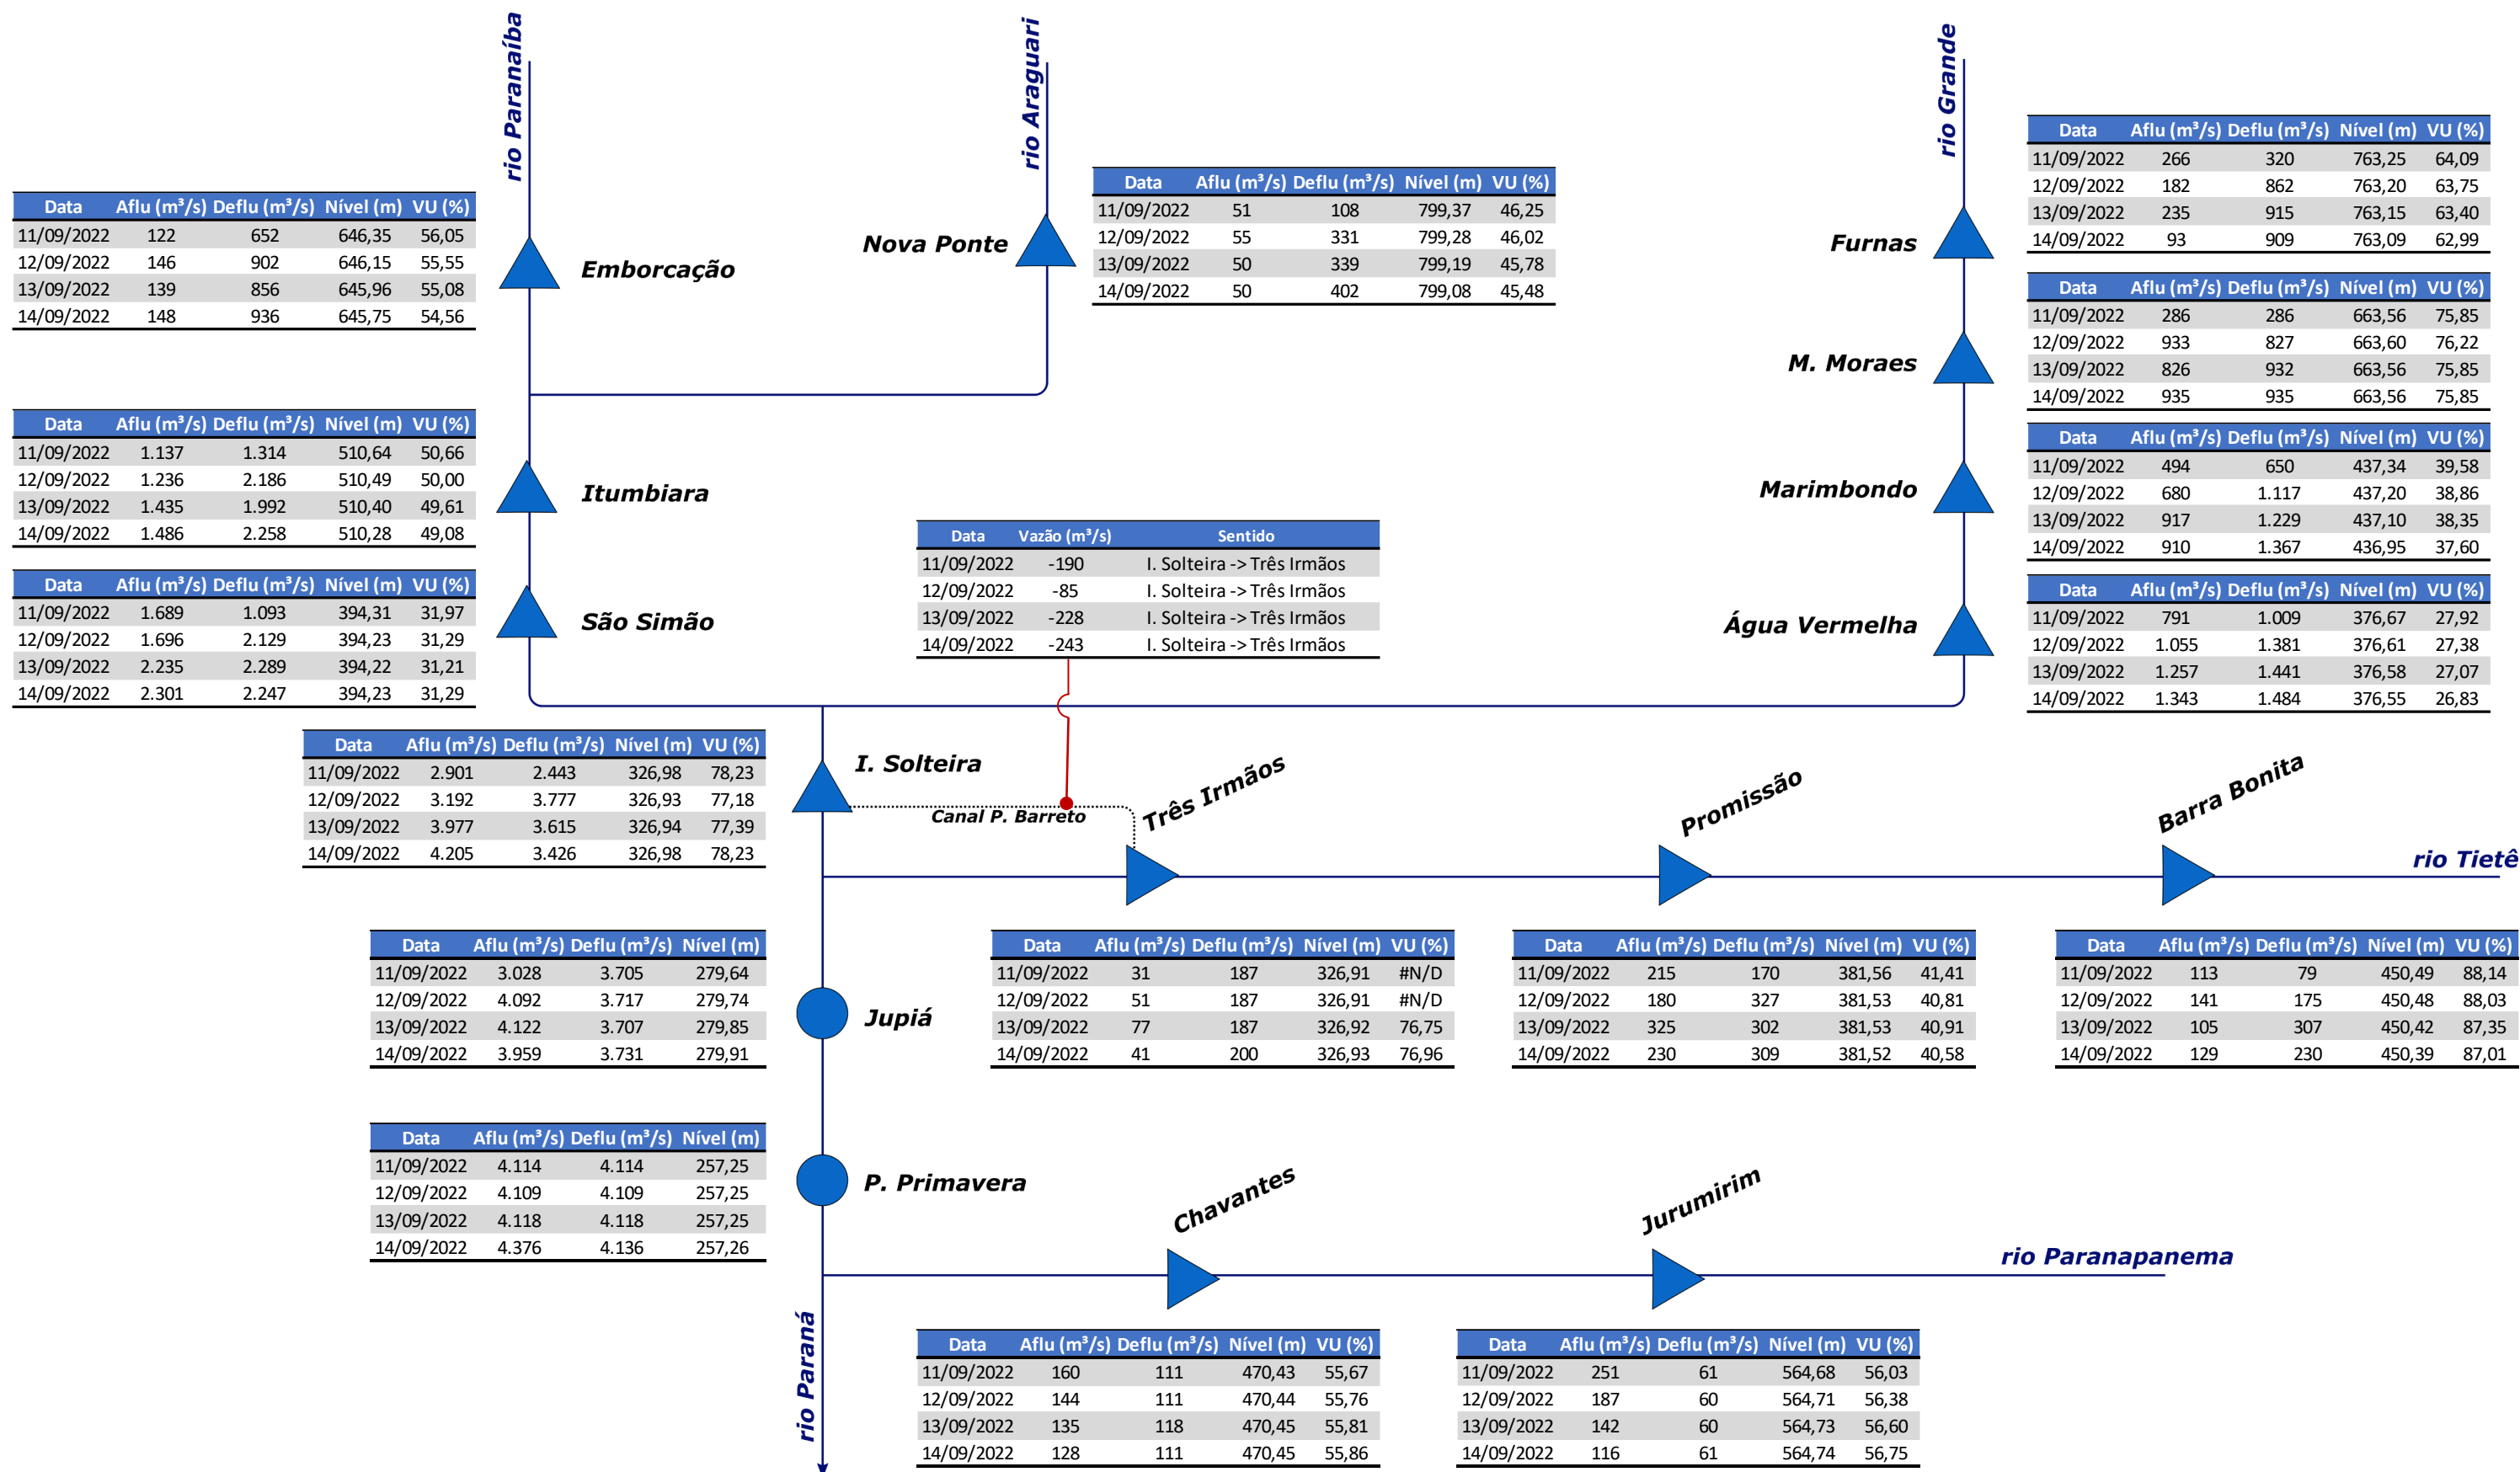 rio Paranaíba
rio Araguari
rio Grande
Data Aflu (m³/s) Deflu (m³/s) Nível (m) VU (%)
11/09/2022 122 652 646,35 56,05
12/09/2022 146 902 646,15 55,55
13/09/2022 139 856 645,96 55,08
14/09/2022 148 936 645,75 54,56
Emborcação
Nova Ponte
Data Aflu (m³/s) Deflu (m³/s) Nível (m) VU (%)
11/09/2022 51 108 799,37 46,25
12/09/2022 55 331 799,28 46,02
13/09/2022 50 339 799,19 45,78
14/09/2022 50 402 799,08 45,48
Furnas
Data Aflu (m³/s) Deflu (m³/s) Nível (m) VU (%)
11/09/2022 266 320 763,25 64,09
12/09/2022 182 862 763,20 63,75
13/09/2022 235 915 763,15 63,40
14/09/2022 93 909 763,09 62,99
M. Moraes
Data Aflu (m³/s) Deflu (m³/s) Nível (m) VU (%)
11/09/2022 286 286 663,56 75,85
12/09/2022 933 827 663,60 76,22
13/09/2022 826 932 663,56 75,85
14/09/2022 935 935 663,56 75,85
Data Aflu (m³/s) Deflu (m³/s) Nível (m) VU (%)
11/09/2022 1.137 1.314 510,64 50,66
12/09/2022 1.236 2.186 510,49 50,00
13/09/2022 1.435 1.992 510,40 49,61
14/09/2022 1.486 2.258 510,28 49,08
Itumbiara
Marimbondo
Data Aflu (m³/s) Deflu (m³/s) Nível (m) VU (%)
11/09/2022 494 650 437,34 39,58
12/09/2022 680 1.117 437,20 38,86
13/09/2022 917 1.229 437,10 38,35
14/09/2022 910 1.367 436,95 37,60
Data Vazão (m³/s) Sentido
11/09/2022 -190 I. Solteira -> Três Irmãos
12/09/2022 -85 I. Solteira -> Três Irmãos
13/09/2022 -228 I. Solteira -> Três Irmãos
14/09/2022 -243 I. Solteira -> Três Irmãos
Data Aflu (m³/s) Deflu (m³/s) Nível (m) VU (%)
11/09/2022 1.689 1.093 394,31 31,97
12/09/2022 1.696 2.129 394,23 31,29
13/09/2022 2.235 2.289 394,22 31,21
14/09/2022 2.301 2.247 394,23 31,29
São Simão
Água Vermelha
Data Aflu (m³/s) Deflu (m³/s) Nível (m) VU (%)
11/09/2022 791 1.009 376,67 27,92
12/09/2022 1.055 1.381 376,61 27,38
13/09/2022 1.257 1.441 376,58 27,07
14/09/2022 1.343 1.484 376,55 26,83
Data Aflu (m³/s) Deflu (m³/s) Nível (m) VU (%)
11/09/2022 2.901 2.443 326,98 78,23
12/09/2022 3.192 3.777 326,93 77,18
13/09/2022 3.977 3.615 326,94 77,39
14/09/2022 4.205 3.426 326,98 78,23
I. Solteira
Canal P. Barreto
Três Irmãos
Promissão
Barra Bonita
rio Tietê
Data Aflu (m³/s) Deflu (m³/s) Nível (m)
11/09/2022 3.028 3.705 279,64
12/09/2022 4.092 3.717 279,74
13/09/2022 4.122 3.707 279,85
14/09/2022 3.959 3.731 279,91
Jupiá
Data Aflu (m³/s) Deflu (m³/s) Nível (m) VU (%)
11/09/2022 31 187 326,91 #N/D
12/09/2022 51 187 326,91 #N/D
13/09/2022 77 187 326,92 76,75
14/09/2022 41 200 326,93 76,96
Data Aflu (m³/s) Deflu (m³/s) Nível (m) VU (%)
11/09/2022 215 170 381,56 41,41
12/09/2022 180 327 381,53 40,81
13/09/2022 325 302 381,53 40,91
14/09/2022 230 309 381,52 40,58
Data Aflu (m³/s) Deflu (m³/s) Nível (m) VU (%)
11/09/2022 113 79 450,49 88,14
12/09/2022 141 175 450,48 88,03
13/09/2022 105 307 450,42 87,35
14/09/2022 129 230 450,39 87,01
Data Aflu (m³/s) Deflu (m³/s) Nível (m)
11/09/2022 4.114 4.114 257,25
12/09/2022 4.109 4.109 257,25
13/09/2022 4.118 4.118 257,25
14/09/2022 4.376 4.136 257,26
P. Primavera
Chavantes
Jurumirim
rio Paranapanema
rio Paraná
Data Aflu (m³/s) Deflu (m³/s) Nível (m) VU (%)
11/09/2022 160 111 470,43 55,67
12/09/2022 144 111 470,44 55,76
13/09/2022 135 118 470,45 55,81
14/09/2022 128 111 470,45 55,86
Data Aflu (m³/s) Deflu (m³/s) Nível (m) VU (%)
11/09/2022 251 61 564,68 56,03
12/09/2022 187 60 564,71 56,38
13/09/2022 142 60 564,73 56,60
14/09/2022 116 61 564,74 56,75